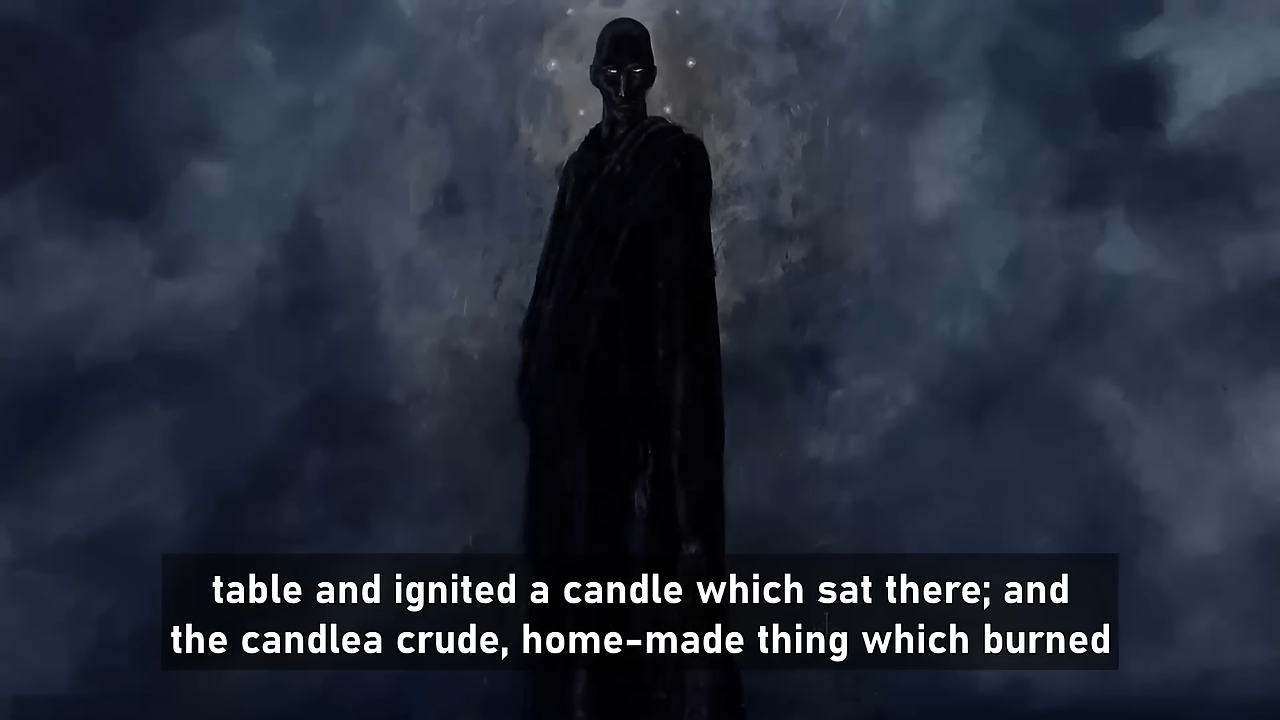 table and ignited a candle which sat there; and
the candlea crude, home-made thing which burned